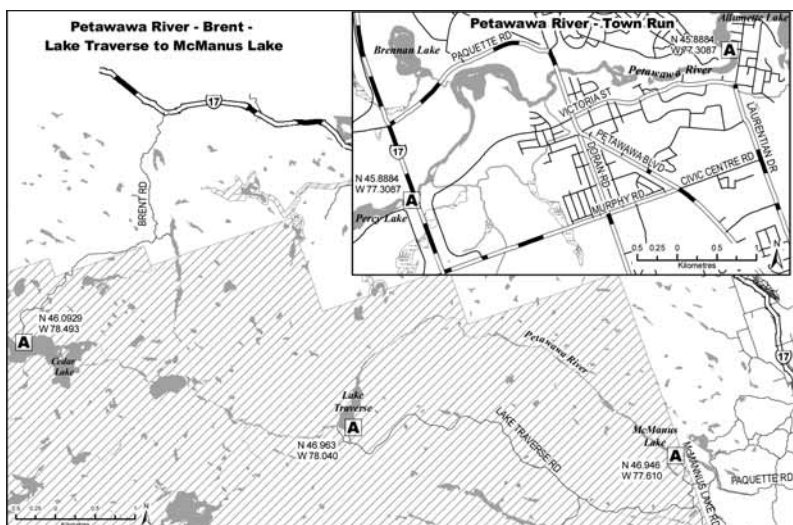 Petawawa River - Brent -
Lake Traverse to McManus Lake
17
BRENT RD
N 46.0929
W 78.493
A
Cedar
Lake
Lake
Traverse
A
N 46.963
W 78.040
Petawawa River
LAKE TRAVERSE RD
McManus
Lake
A
N 46.946
W 77.610
McMANNUS LAKE RD
PAQUETTE RD
17
Kilometres
N
Petawawa River - Town Run
Allumette Lake
N 45.8884
W 77.3087
A
Brennan Lake
PAQUETTE RD
Petawawa River
VICTORIA ST
LAURENTIAN DR
PETAWAWA BLVD
DORAN RD
CIVIC CENTRE RD
MURPHY RD
17
N 45.8884
W 77.3087
A
Percy Lake
0.5 0.25 0 0.5 1
Kilometres
N